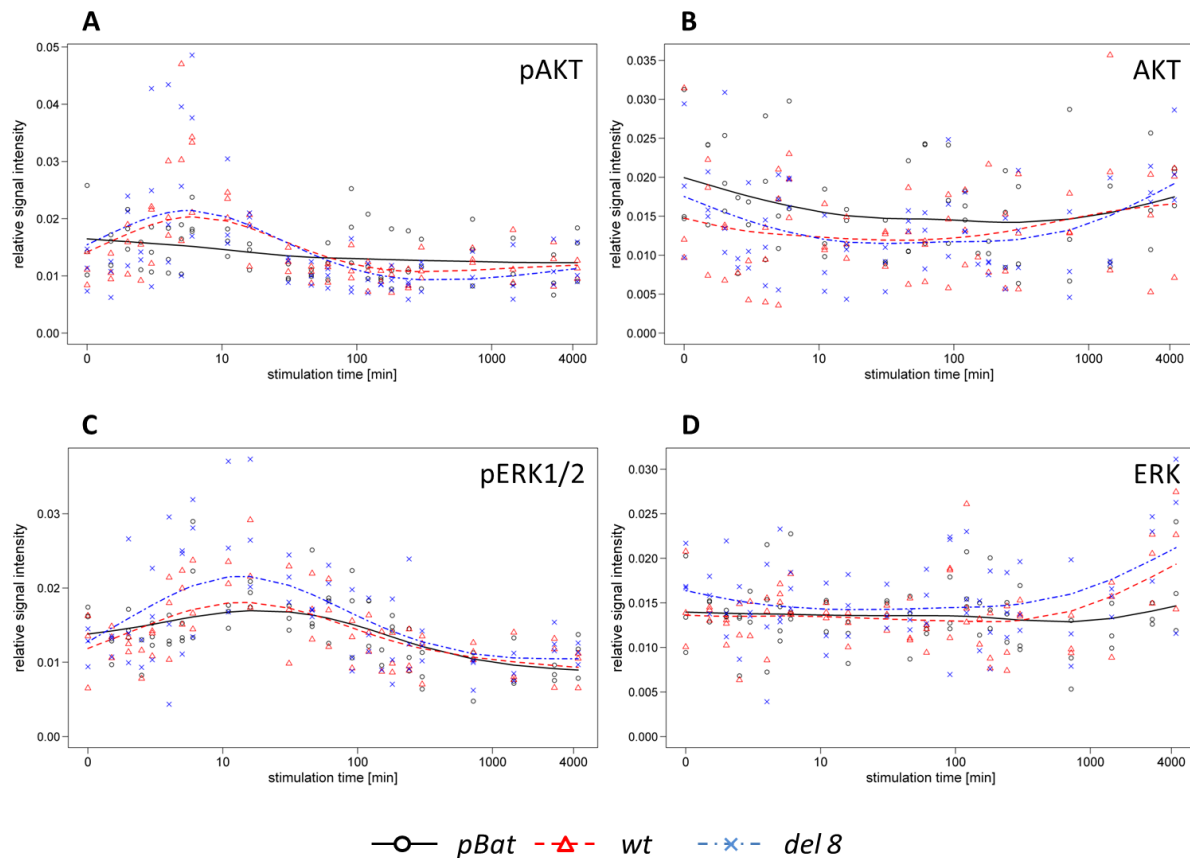 A
B
pAKT
AKT
relative signal intensity
0.05
0.04
0.03
0.02
0.01
0.00
0 10 100 1000 4000
stimulation time [min]
relative signal intensity
0.035
0.030
0.025
0.020
0.015
0.010
0.005
0.000
0 10 100 1000 4000
stimulation time [min]
C
D
pERK1/2
ERK
relative signal intensity
0.03
0.02
0.01
0.00
0 10 100 1000 4000
stimulation time [min]
relative signal intensity
0.030
0.025
0.020
0.015
0.010
0.005
0.000
0 10 100 1000 4000
stimulation time [min]
pBat wt del 8